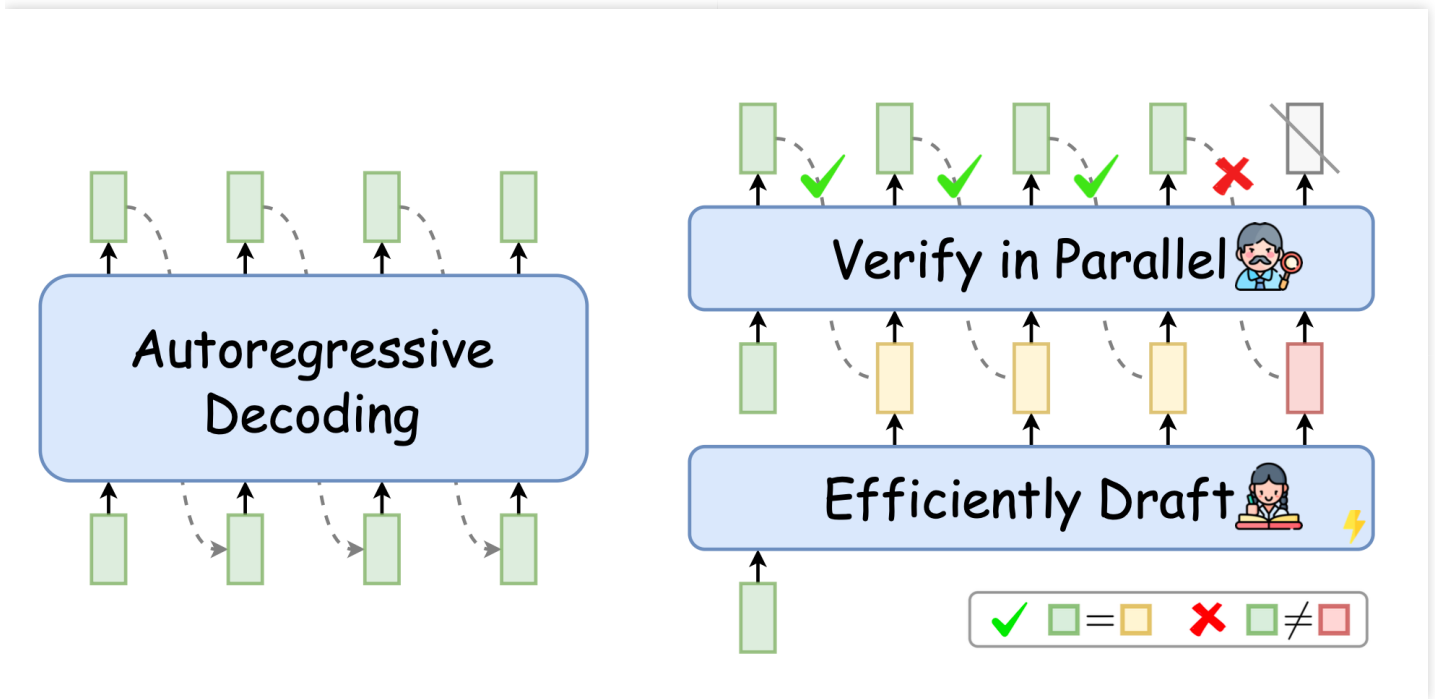 Autoregressive
Decoding
Verify in Parallel
Efficiently Draft
= ≠